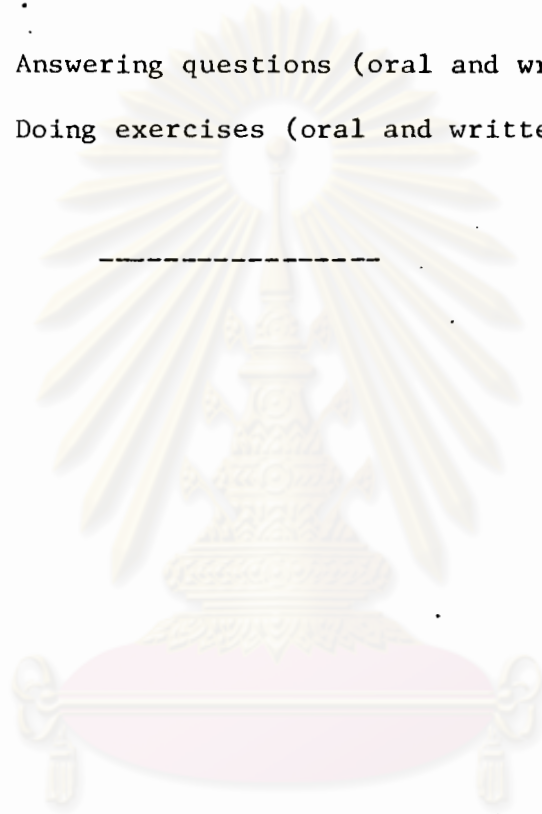 Answering questions (oral and
Doing exercises (oral and
----------------